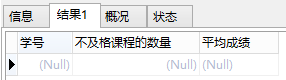 信息 结果1 概况 状态
学号 不及格课程的数量 平均成绩
(Null) (Null) (Null)